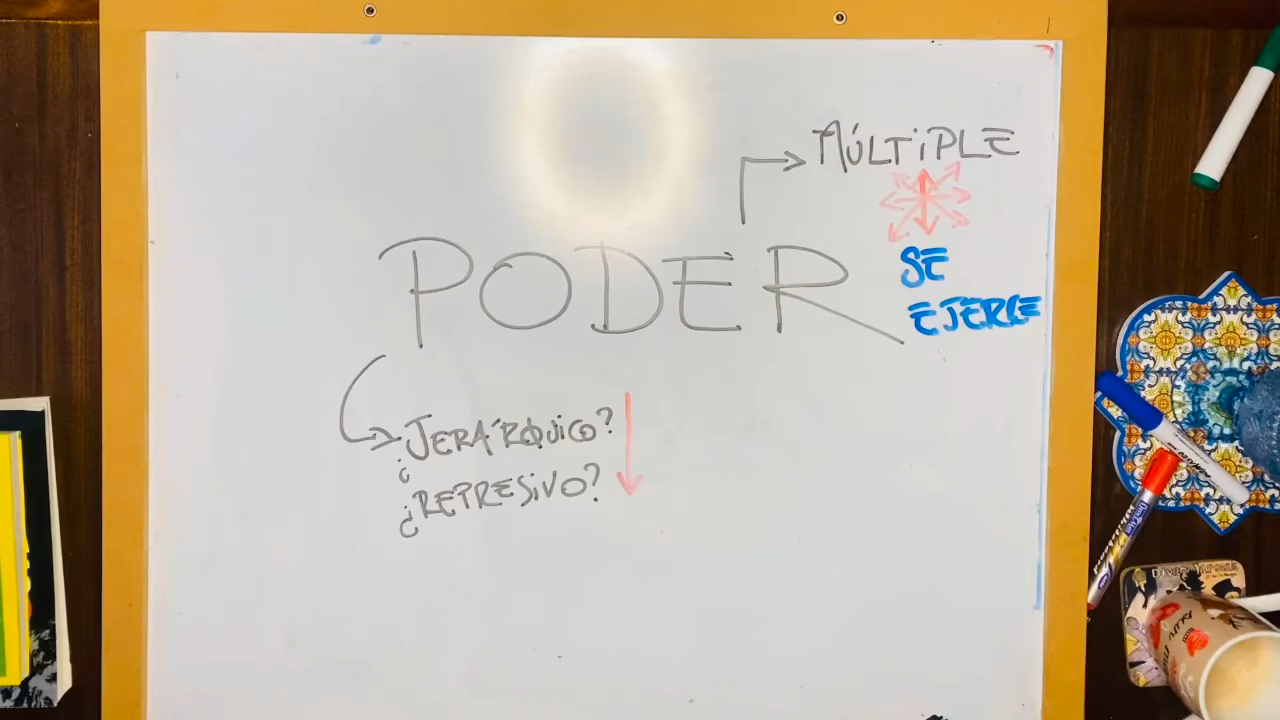 MÚLTIPLE
SE
EJERCE
PODER
¿JERÁRQUICO?
¿REPRESIVO?